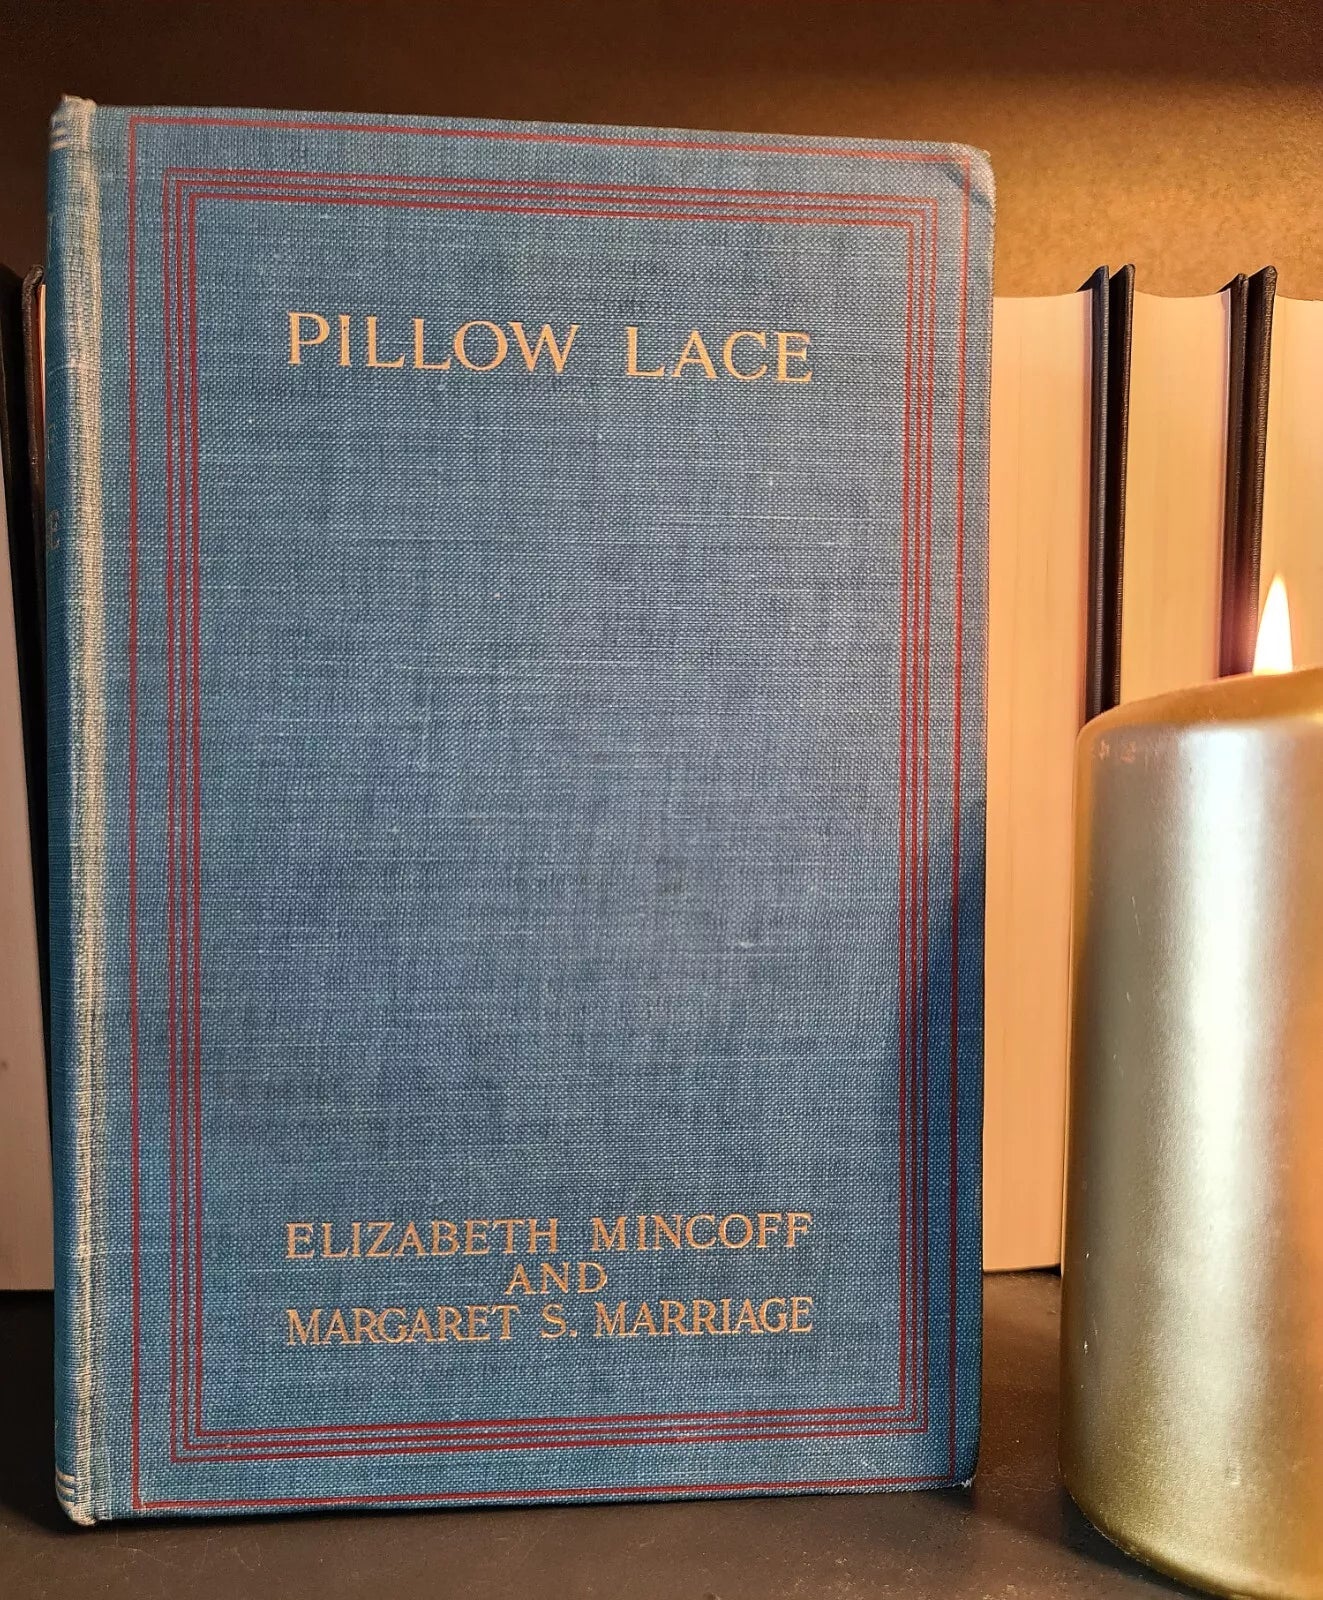 PILLOW LACE
ELIZABETH MINCOFF
AND
MARGARET S. MARRIAGE